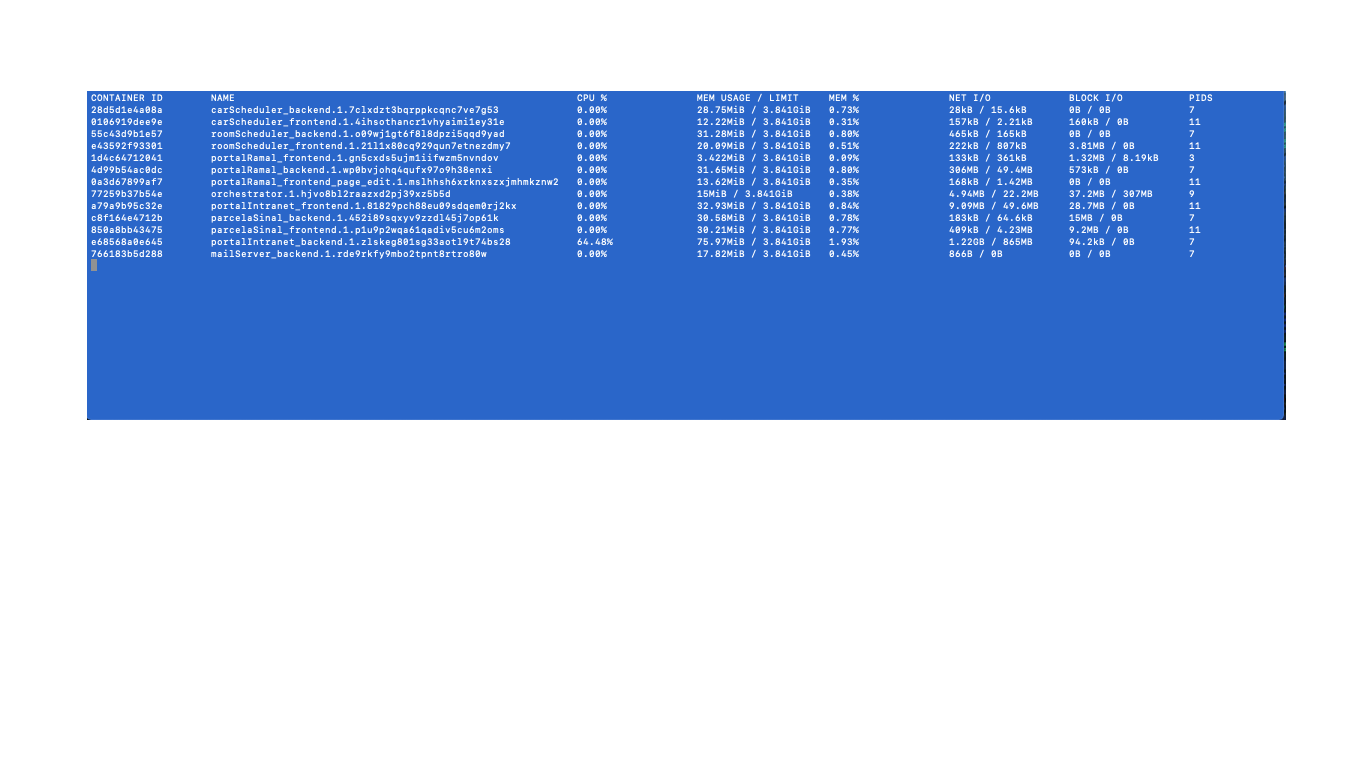 CONTAINER ID NAME CPU % MEM USAGE / LIMIT MEM % NET I/O BLOCK I/O PIDS
28d5d1e4a08a carScheduler_backend.1.7clxdzt3bqrppkcqnc7ve7g53 0.00% 28.75MiB / 3.841GiB 0.73% 28kB / 15.6kB 0B / 0B 7
0106919dee9e carScheduler_frontend.1.4ihsothancr1vhyaimi1ey31e 0.00% 12.22MiB / 3.841GiB 0.31% 157kB / 2.21kB 160kB / 0B 11
55c43d9b1e57 roomScheduler_backend.1.o09wj1gt6f8l8dpzi5qqd9yad 0.00% 31.28MiB / 3.841GiB 0.80% 465kB / 165kB 0B / 0B 7
e43592f93301 roomScheduler_frontend.1.21l1x80cq929qun7etnezdmy7 0.00% 20.09MiB / 3.841GiB 0.51% 222kB / 807kB 3.81MB / 0B 11
1d4c64712041 portalRamal_frontend.1.gn5cxds5ujm1iifwzm5nvndov 0.00% 3.422MiB / 3.841GiB 0.09% 133kB / 361kB 1.32MB / 8.19kB 3
4d99b54ac0dc portalRamal_backend.1.wp0bvjohq4qufx97o9h38enxi 0.00% 31.65MiB / 3.841GiB 0.80% 306MB / 49.4MB 573kB / 0B 7
0a3d67899af7 portalRamal_frontend_page_edit.1.mslhhsh6xrknxszxjmhmkznw2 0.00% 13.62MiB / 3.841GiB 0.35% 168kB / 1.42MB 0B / 0B 11
77259b37b54e orchestrator.1.hjvo8bl2raazxd2pj39xz5b5d 0.00% 15MiB / 3.841GiB 0.38% 4.94MB / 22.2MB 37.2MB / 307MB 9
a79a9b95c32e portalIntranet_frontend.1.81829pch88eu09sdqem0rj2kx 0.00% 32.93MiB / 3.841GiB 0.84% 9.09MB / 49.6MB 28.7MB / 0B 11
c8f164e4712b parcelaSinal_backend.1.452i89sqxyv9zzdl45j7op61k 0.00% 30.58MiB / 3.841GiB 0.78% 183kB / 64.6kB 15MB / 0B 7
850a8bb43475 parcelaSinal_frontend.1.p1u9p2wqa61qadiv5cu6m2oms 0.00% 30.21MiB / 3.841GiB 0.77% 409kB / 4.23MB 9.2MB / 0B 11
e68568a0e645 portalIntranet_backend.1.zlskeg801sg33aotl9t74bs28 64.48% 75.97MiB / 3.841GiB 1.93% 1.22GB / 865MB 94.2kB / 0B 7
766183b5d288 mailServer_backend.1.rde9rkfy9mbo2tpnt8rtro80w 0.00% 17.82MiB / 3.841GiB 0.45% 866B / 0B 0B / 0B 7